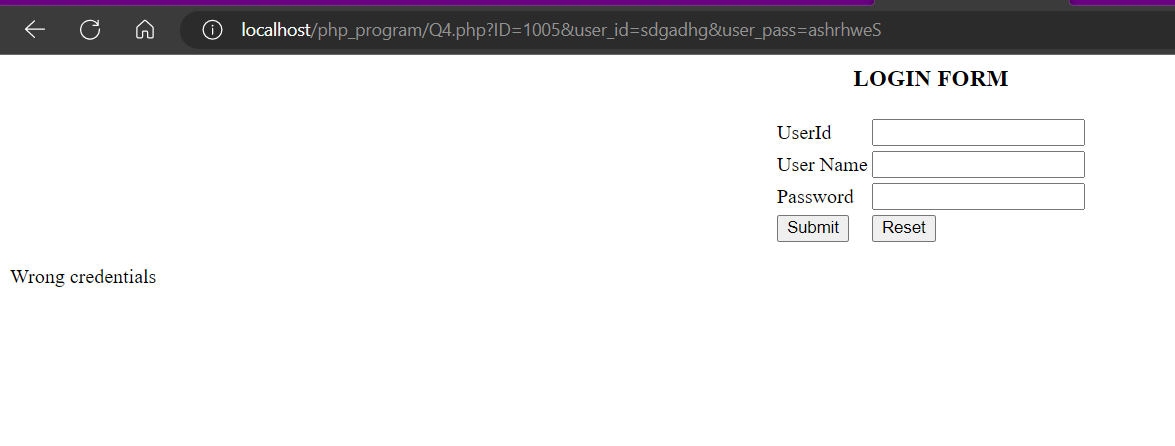 localhost/php_program/Q4.php?ID=1005&user_id=sdgadhg&user_pass=ashrhweS
LOGIN FORM
UserId
User Name
Password
Submit Reset
Wrong credentials